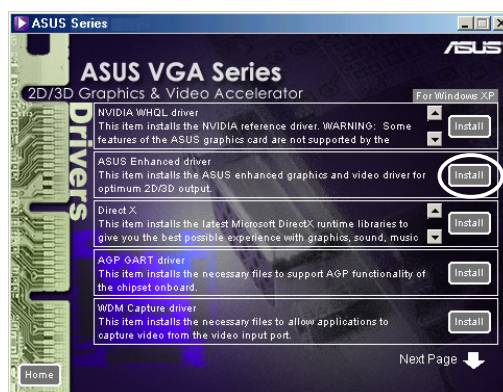 ASUS Series
ASUS
ASUS VGA Series
2D/3D Graphics & Video Accelerator
For Windows XP
Drivers
NVIDIA WHQL driver
This item installs the NVIDIA reference driver. WARNING: Some
features of the ASUS graphics card are not supported by the
Install
ASUS Enhanced driver
This item installs the ASUS enhanced graphics and video driver for
optimum 2D/3D output.
Install
Direct X
This item installs the latest Microsoft DirectX runtime libraries to
give you the best possible experience with graphics, sound, music
Install
AGP GART driver
This item installs the necessary files to support AGP functionality of
the chipset onboard.
Install
WDM Capture driver
This item installs the necessary files to allow applications to
capture video from the video input port.
Install
Next Page
Home